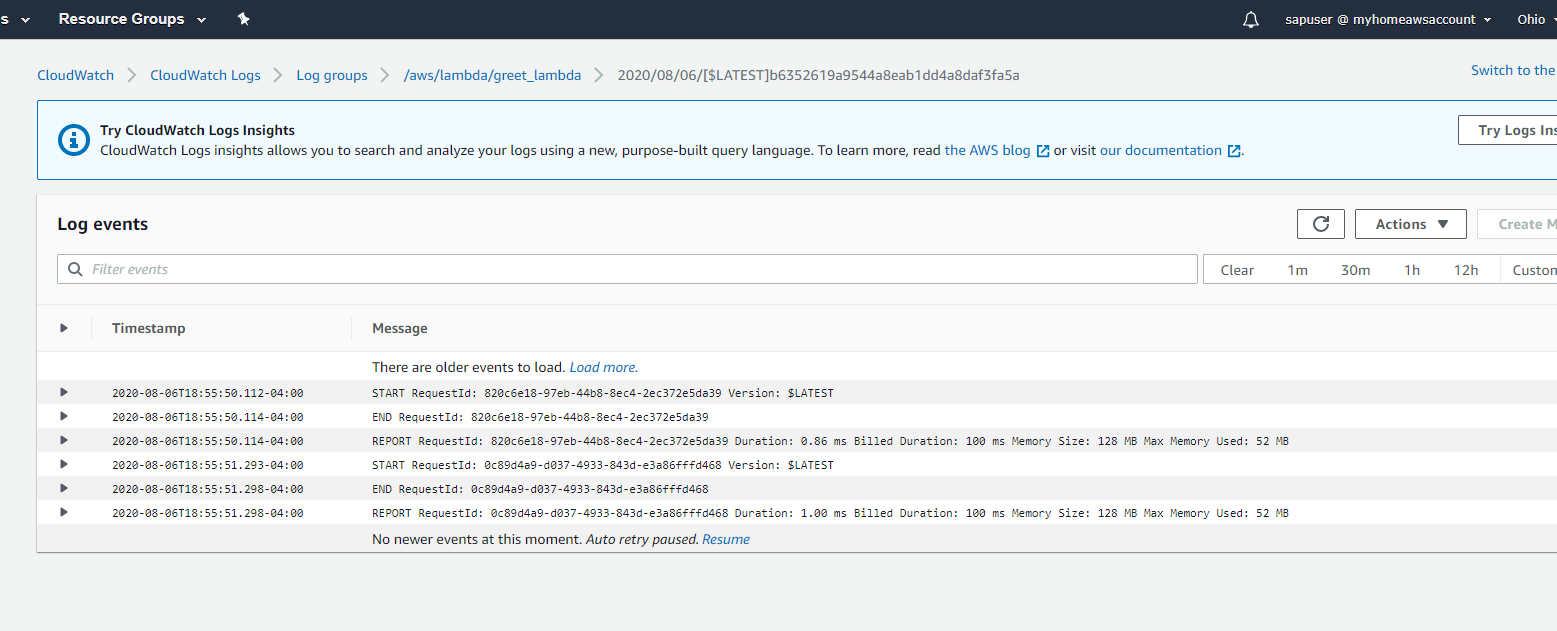 s Resource Groups sapuser @ myhomeawsaccount Ohio
CloudWatch CloudWatch Logs Log groups /aws/lambda/greet_lambda 2020/08/06/[$LATEST]b6352619a9544a8eab1dd4a8daf3fa5a Switch to the
Try CloudWatch Logs Insights
CloudWatch Logs insights allows you to search and analyze your logs using a new, purpose-built query language. To learn more, read the AWS blog or visit our documentation.
Try Logs Ins
Log events Actions Create M
Filter events Clear 1m 30m 1h 12h Custom
Timestamp Message
There are older events to load. Load more.
2020-08-06T18:55:50.112-04:00 START RequestId: 820c6e18-97eb-44b8-8ec4-2ec372e5da39 Version: $LATEST
2020-08-06T18:55:50.114-04:00 END RequestId: 820c6e18-97eb-44b8-8ec4-2ec372e5da39
2020-08-06T18:55:50.114-04:00 REPORT RequestId: 820c6e18-97eb-44b8-8ec4-2ec372e5da39 Duration: 0.86 ms Billed Duration: 100 ms Memory Size: 128 MB Max Memory Used: 52 MB
2020-08-06T18:55:51.293-04:00 START RequestId: 0c89d4a9-d037-4933-843d-e3a86fffd468 Version: $LATEST
2020-08-06T18:55:51.298-04:00 END RequestId: 0c89d4a9-d037-4933-843d-e3a86fffd468
2020-08-06T18:55:51.298-04:00 REPORT RequestId: 0c89d4a9-d037-4933-843d-e3a86fffd468 Duration: 1.00 ms Billed Duration: 100 ms Memory Size: 128 MB Max Memory Used: 52 MB
No newer events at this moment. Auto retry paused. Resume